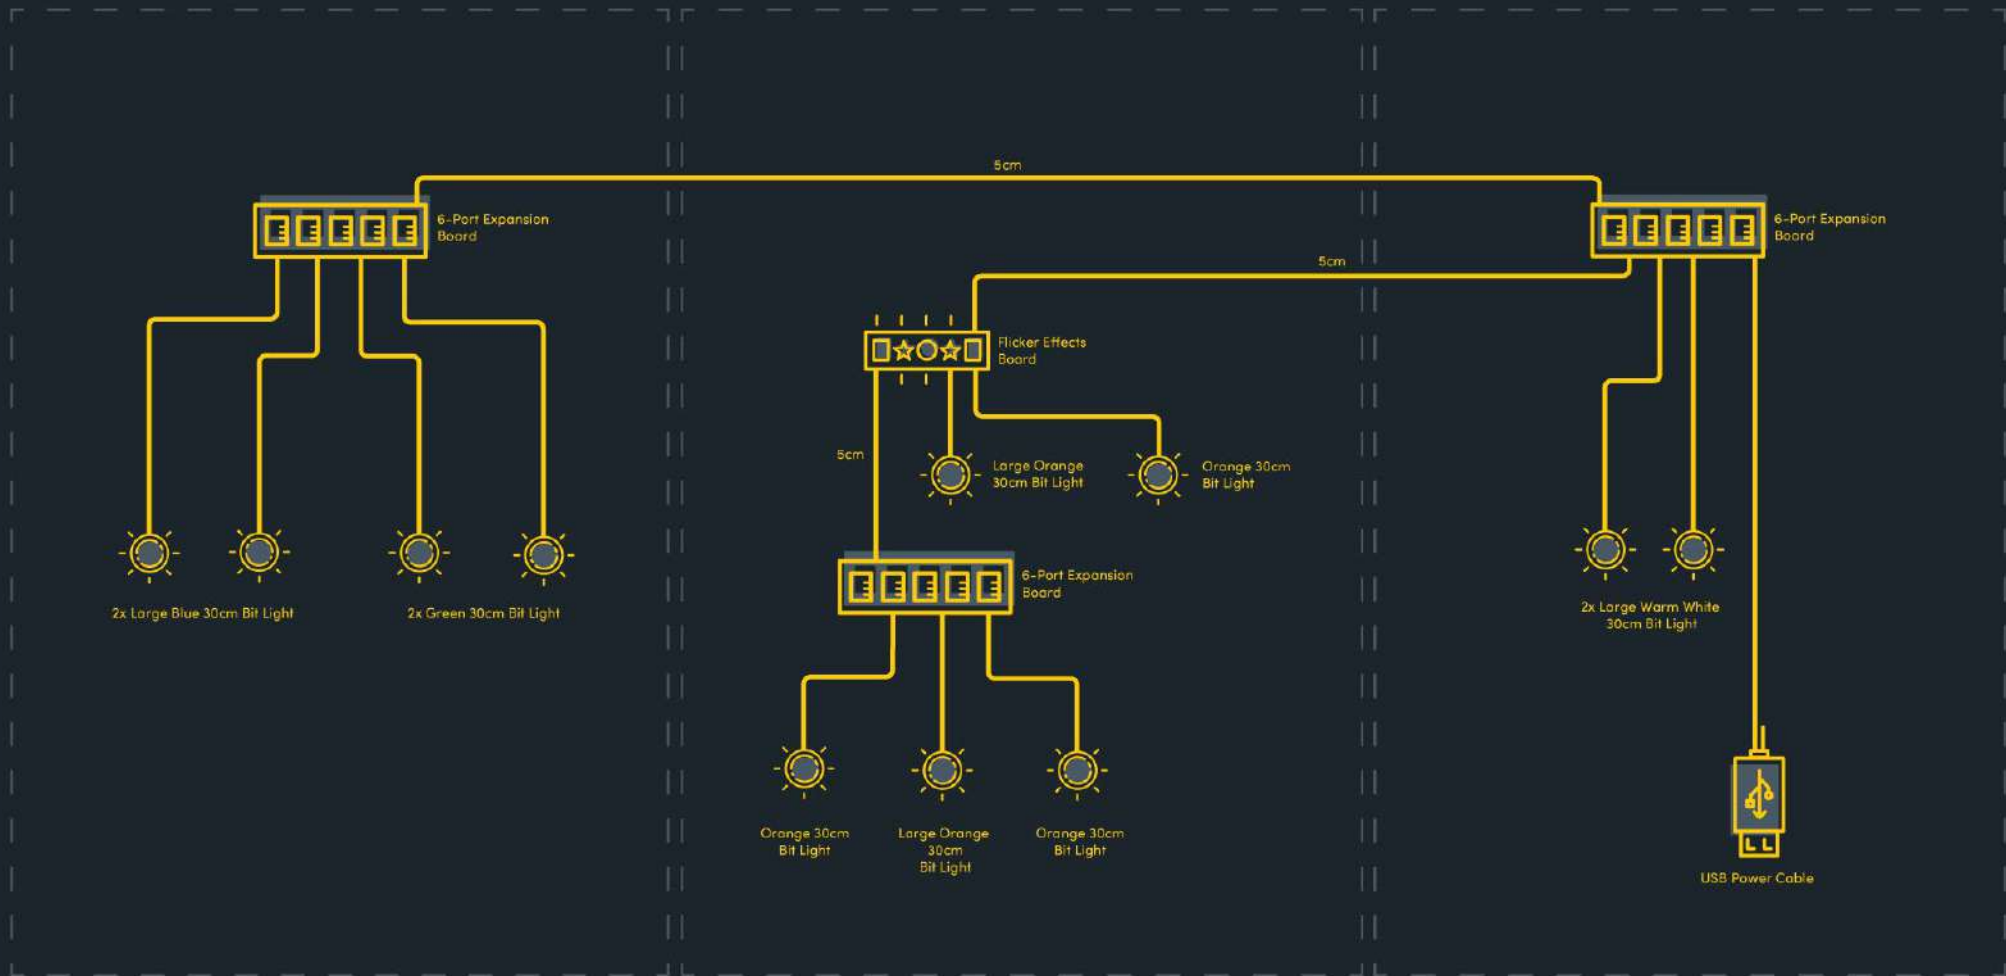 5cm
6-Port Expansion
Board
6-Port Expansion
Board
5cm
Flicker Effects
Board
5cm
Large Orange
30cm Bit Light
Orange 30cm
Bit Light
6-Port Expansion
Board
2x Large Blue 30cm Bit Light
2x Green 30cm Bit Light
2x Large Warm White
30cm Bit Light
Orange 30cm
Bit Light
Large Orange
30cm
Bit Light
Orange 30cm
Bit Light
USB Power Cable